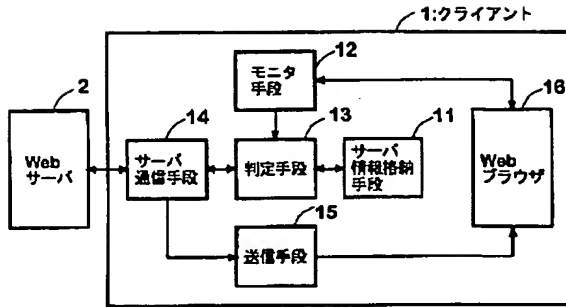 1:クライアント
12
モニタ
手段
2
14
13
11
16
Web
サーバ
サーバ
通信手段
判定手段
サーバ
情報格納
手段
Web
ブラウザ
15
送信手段